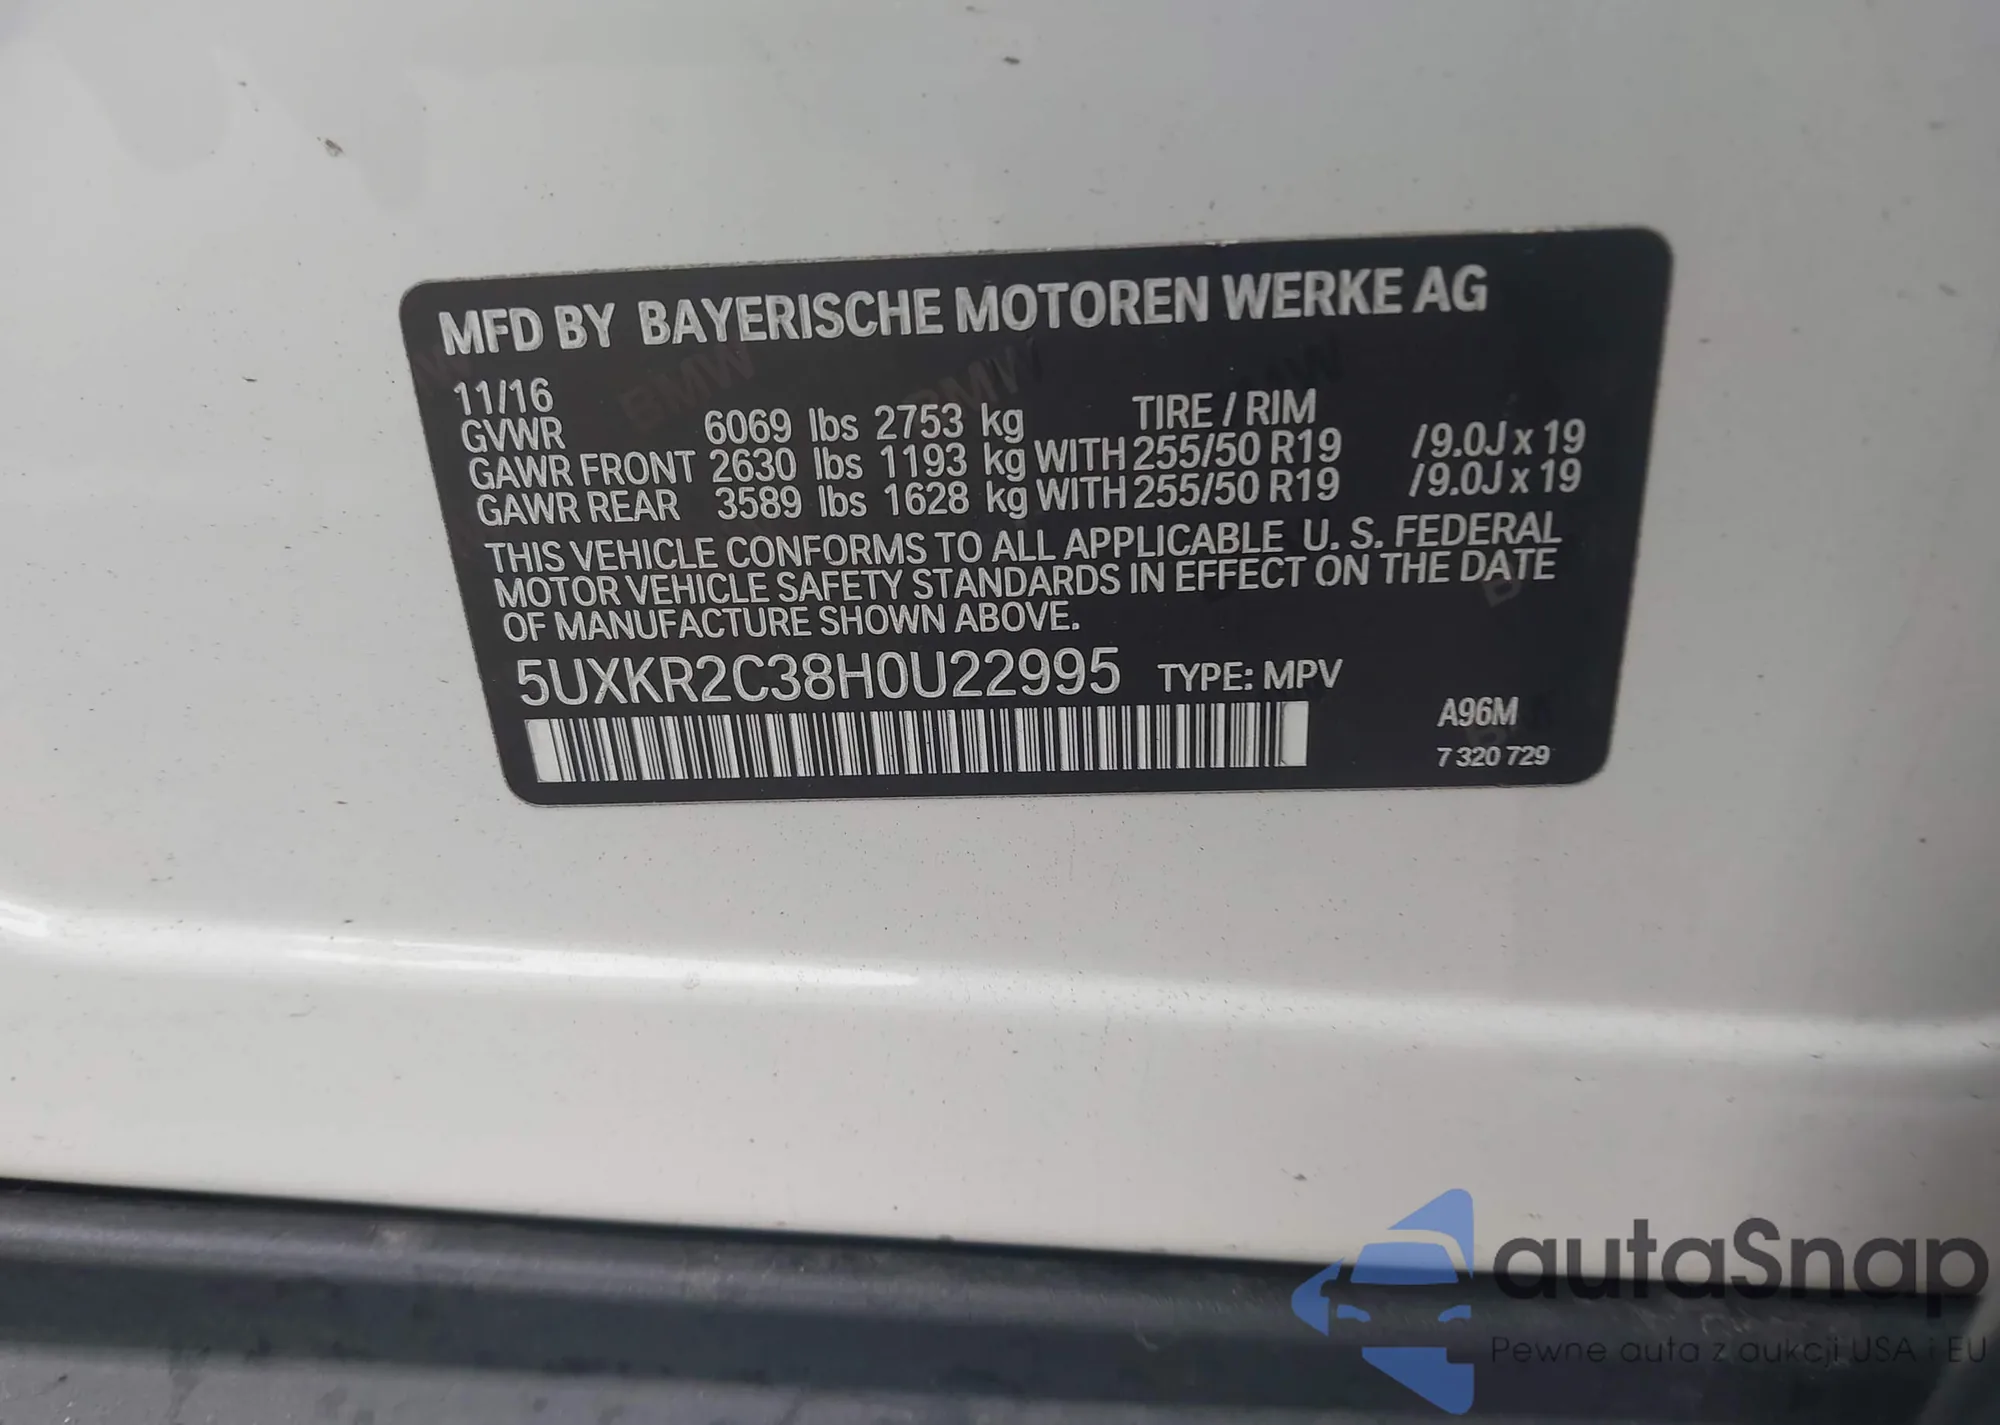 MFD BY BAYERISCHE MOTOREN WERKE AG
11/16 TIRE / RIM
GVWR 6069 lbs 2753 kg
GAWR FRONT 2630 lbs 1193 kg WITH 255/50 R19 /9.0J x 19
GAWR REAR 3589 lbs 1628 kg WITH 255/50 R19 /9.0J x 19
THIS VEHICLE CONFORMS TO ALL APPLICABLE U. S. FEDERAL
MOTOR VEHICLE SAFETY STANDARDS IN EFFECT ON THE DATE
OF MANUFACTURE SHOWN ABOVE.
5UXKR2C38H0U22995 TYPE: MPV
A96M
7 320 729
autaSnap
Pewne auta z aukcji USA i EU